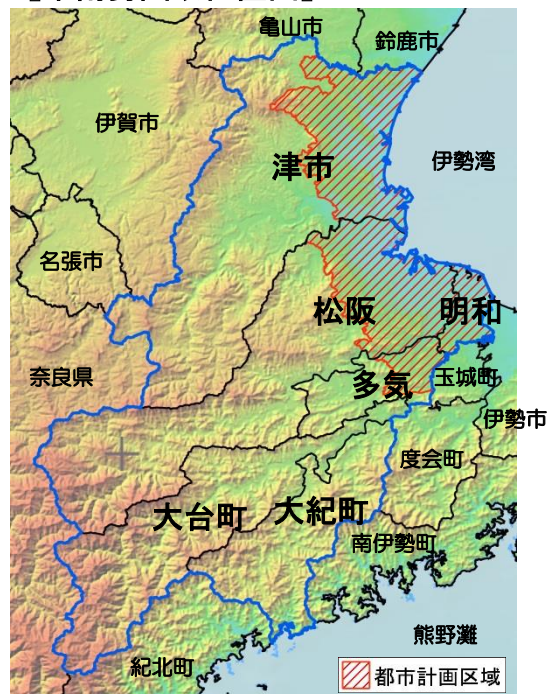 亀山市
鈴鹿市
伊賀市
津市
伊勢湾
名張市
松阪
明和
奈良県
多気
玉城町
伊勢市
度会町
大台町
大紀町
南伊勢町
熊野灘
紀北町
都市計画区域